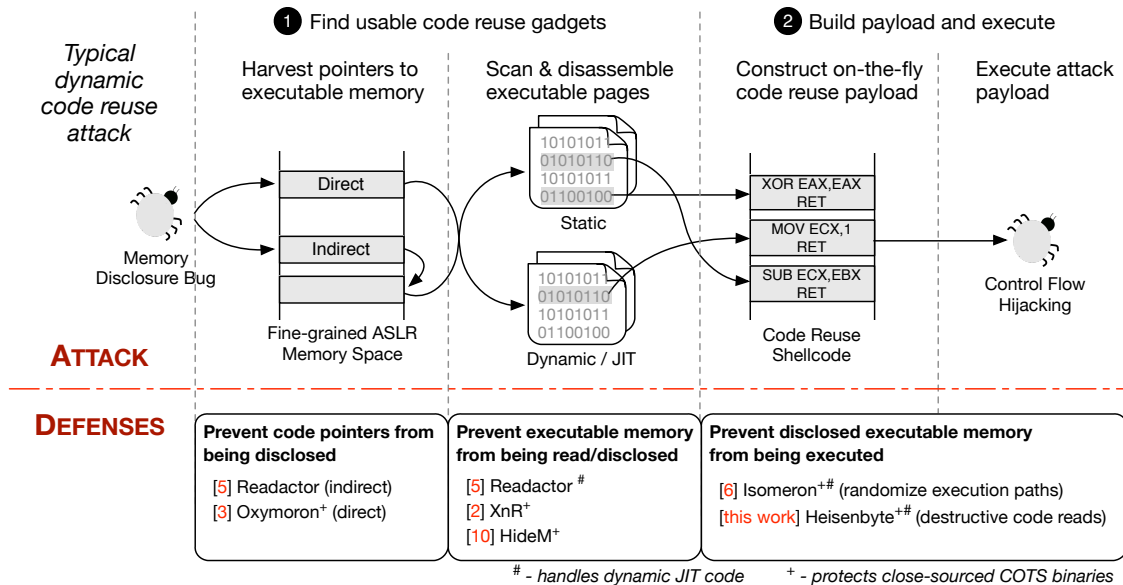 1 Find usable code reuse gadgets
2 Build payload and execute
Typical
dynamic
code reuse
attack
Harvest pointers to
executable memory
Scan & disassemble
executable pages
Construct on-the-fly
code reuse payload
Execute attack
payload
Memory
Disclosure Bug
Direct
Indirect
Fine-grained ASLR
Memory Space
10101011
01010110
10101011
01100100
Static
10101011
01010110
10101011
01100100
Dynamic / JIT
XOR EAX,EAX
RET
MOV ECX,1
RET
SUB ECX,EBX
RET
Code Reuse
Shellcode
Control Flow
Hijacking
ATTACK
DEFENSES
Prevent code pointers from
being disclosed
[5] Readactor (indirect)
[3] Oxymoron+ (direct)
Prevent executable memory
from being read/disclosed
[5] Readactor #
[2] XnR+
[10] HideM+
Prevent disclosed executable memory
from being executed
[6] Isomeron+# (randomize execution paths)
[this work] Heisenbyte+# (destructive code reads)
# - handles dynamic JIT code
+ - protects close-sourced COTS binaries